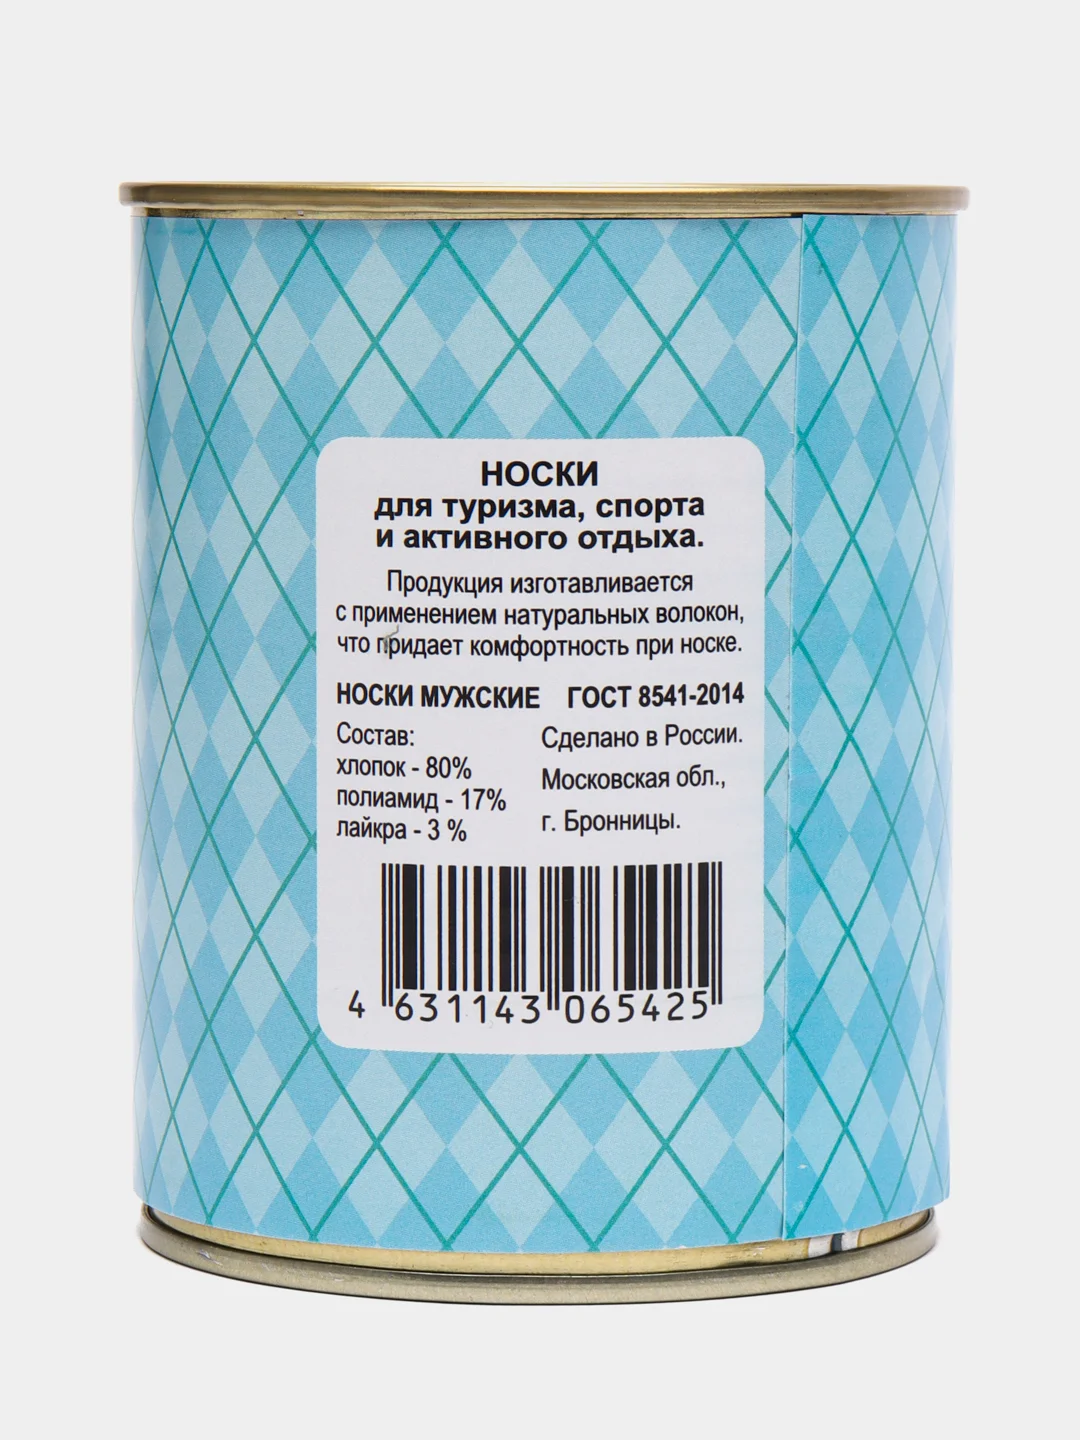 НОСКИ
для туризма, спорта
и активного отдыха.
Продукция изготавливается
с применением натуральных волокон,
что придает комфортность при носке.
НОСКИ МУЖСКИЕ ГОСТ 8541-2014
Состав:
хлопок - 80%
полиамид - 17%
лайкра - 3 %
Сделано в России.
Московская обл.,
г. Бронницы.
4 631143 065425